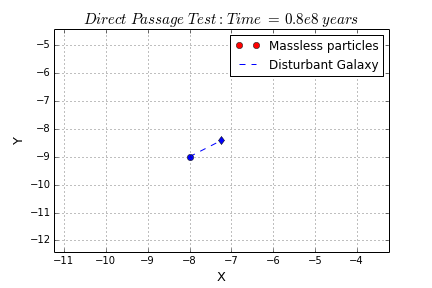 Direct Passage Test : Time = 0.8e8 years
Massless particles
Disturbant Galaxy
Y
−5
−6
−7
−8
−9
−10
−11
−12
−11 −10 −9 −8 −7 −6 −5 −4
X